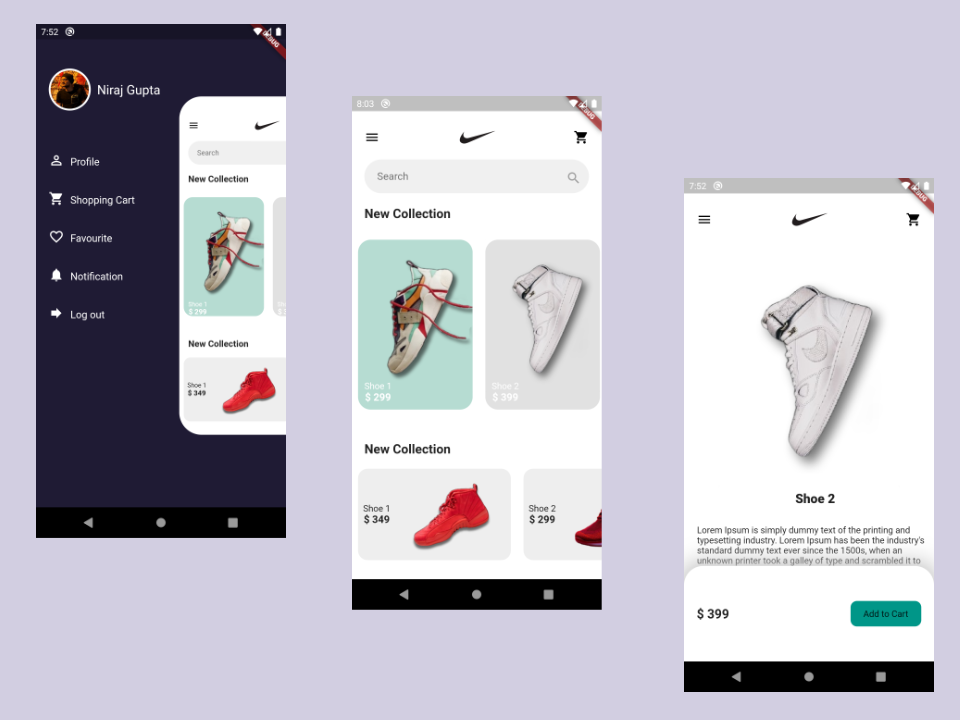 7:52
DEBUG
Niraj Gupta
Profile
Shopping Cart
Favourite
Notification
Log out
Search
New Collection
Shoe 1
$ 299
New Collection
Shoe 1
$ 349
8:03
DEBUG
Search
New Collection
Shoe 1
$ 299
Shoe 2
$ 399
New Collection
Shoe 1
$ 349
Shoe 2
$ 299
7:52
DEBUG
Shoe 2
Lorem Ipsum is simply dummy text of the printing and
typesetting industry. Lorem Ipsum has been the industry's
standard dummy text ever since the 1500s, when an
unknown printer took a galley of type and scrambled it to
$ 399
Add to Cart